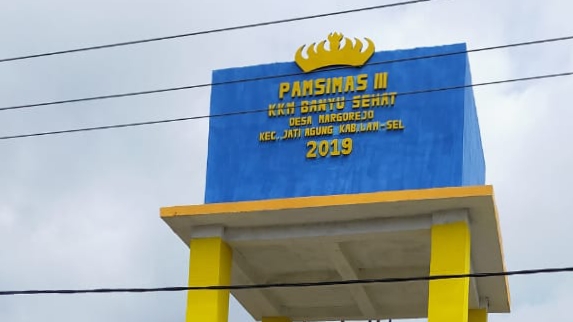 PAMSIMAS III
KKM BANYU SEHAT
DESA MARGOREJO
KEC. JATI AGUNG KAB. LAM-SEL
2019